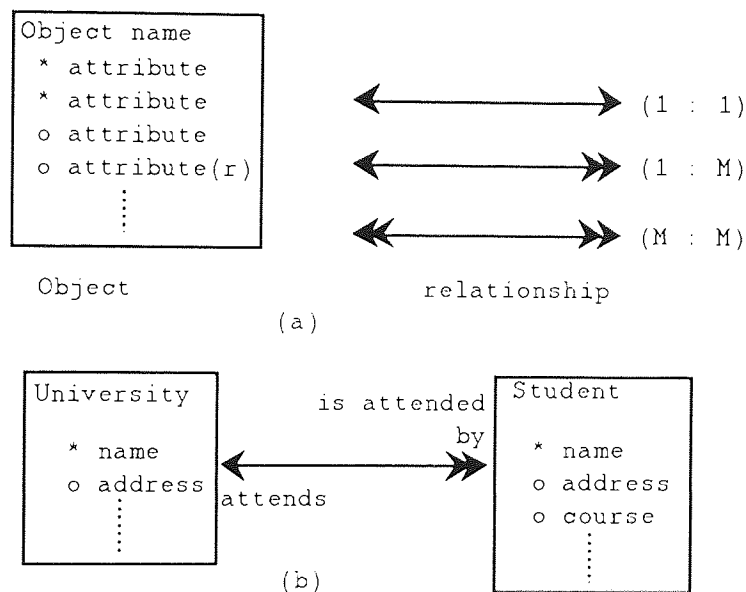 Object name
* attribute
* attribute
o attribute
o attribute(r)
(1 : 1)
(1 : M)
(M : M)
Object
relationship
(a)
University
* name
o address
is attended
by
attends
Student
* name
o address
o course
(b)